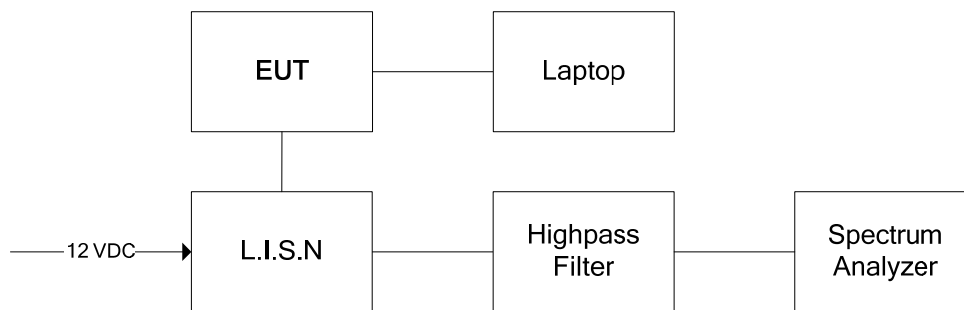 EUT
Laptop
12 VDC
L.I.S.N
Highpass
Filter
Spectrum
Analyzer